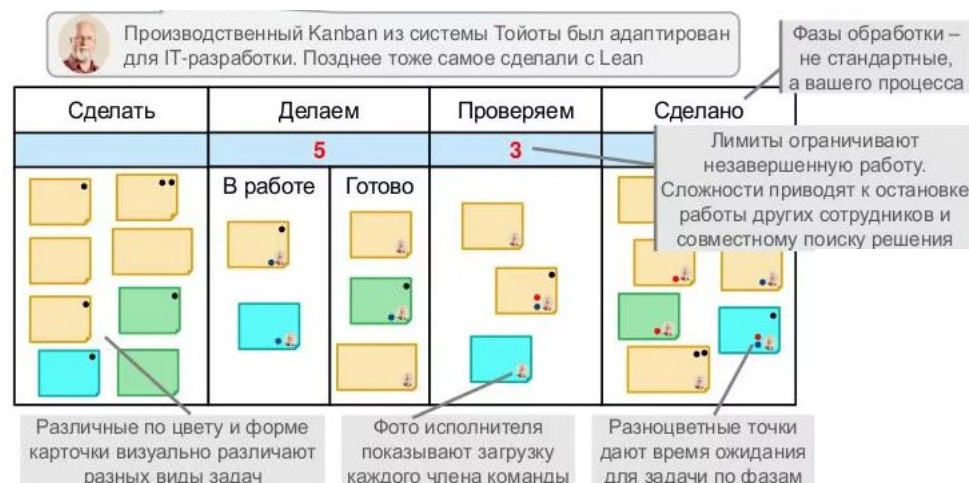 Производственный Kanban из системы Тойоты был адаптирован
для IT-разработки. Позднее тоже самое сделали с Lean
Фазы обработки –
не стандартные,
а вашего процесса
Сделать
Делаем
Проверяем
Сделано
5
3
Лимиты ограничивают
незавершенную работу.
Сложности приводят к остановке
работы других сотрудников и
совместному поиску решения
В работе
Готово
Различные по цвету и форме
карточки визуально различают
разных виды задач
Фото исполнителя
показывают загрузку
каждого члена команды
Разноцветные точки
дают время ожидания
для задачи по фазам